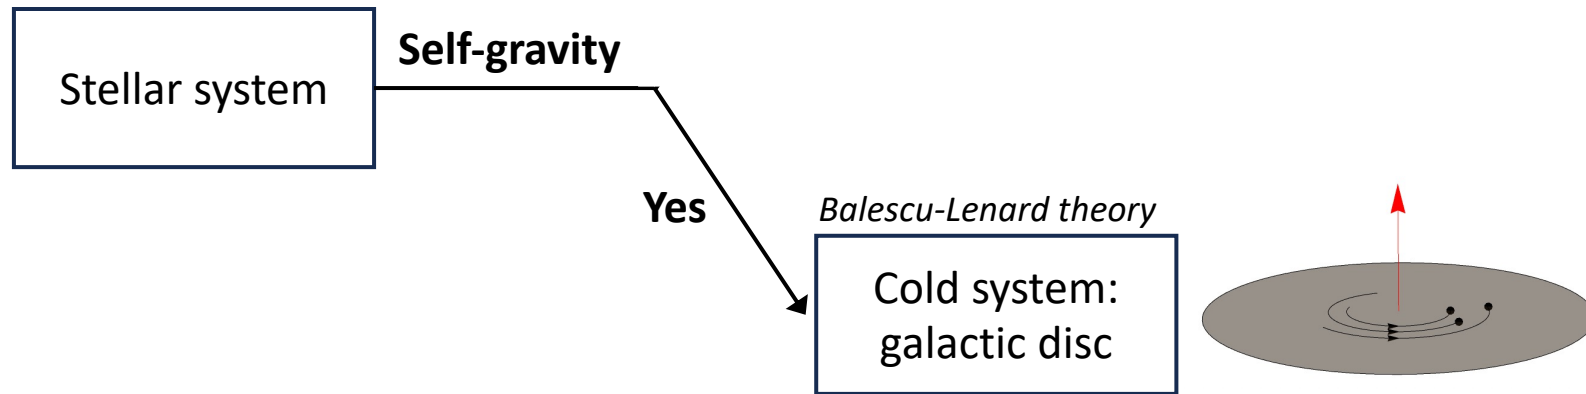 Stellar system
Self-gravity
Yes
Balescu-Lenard theory
Cold system:
galactic disc